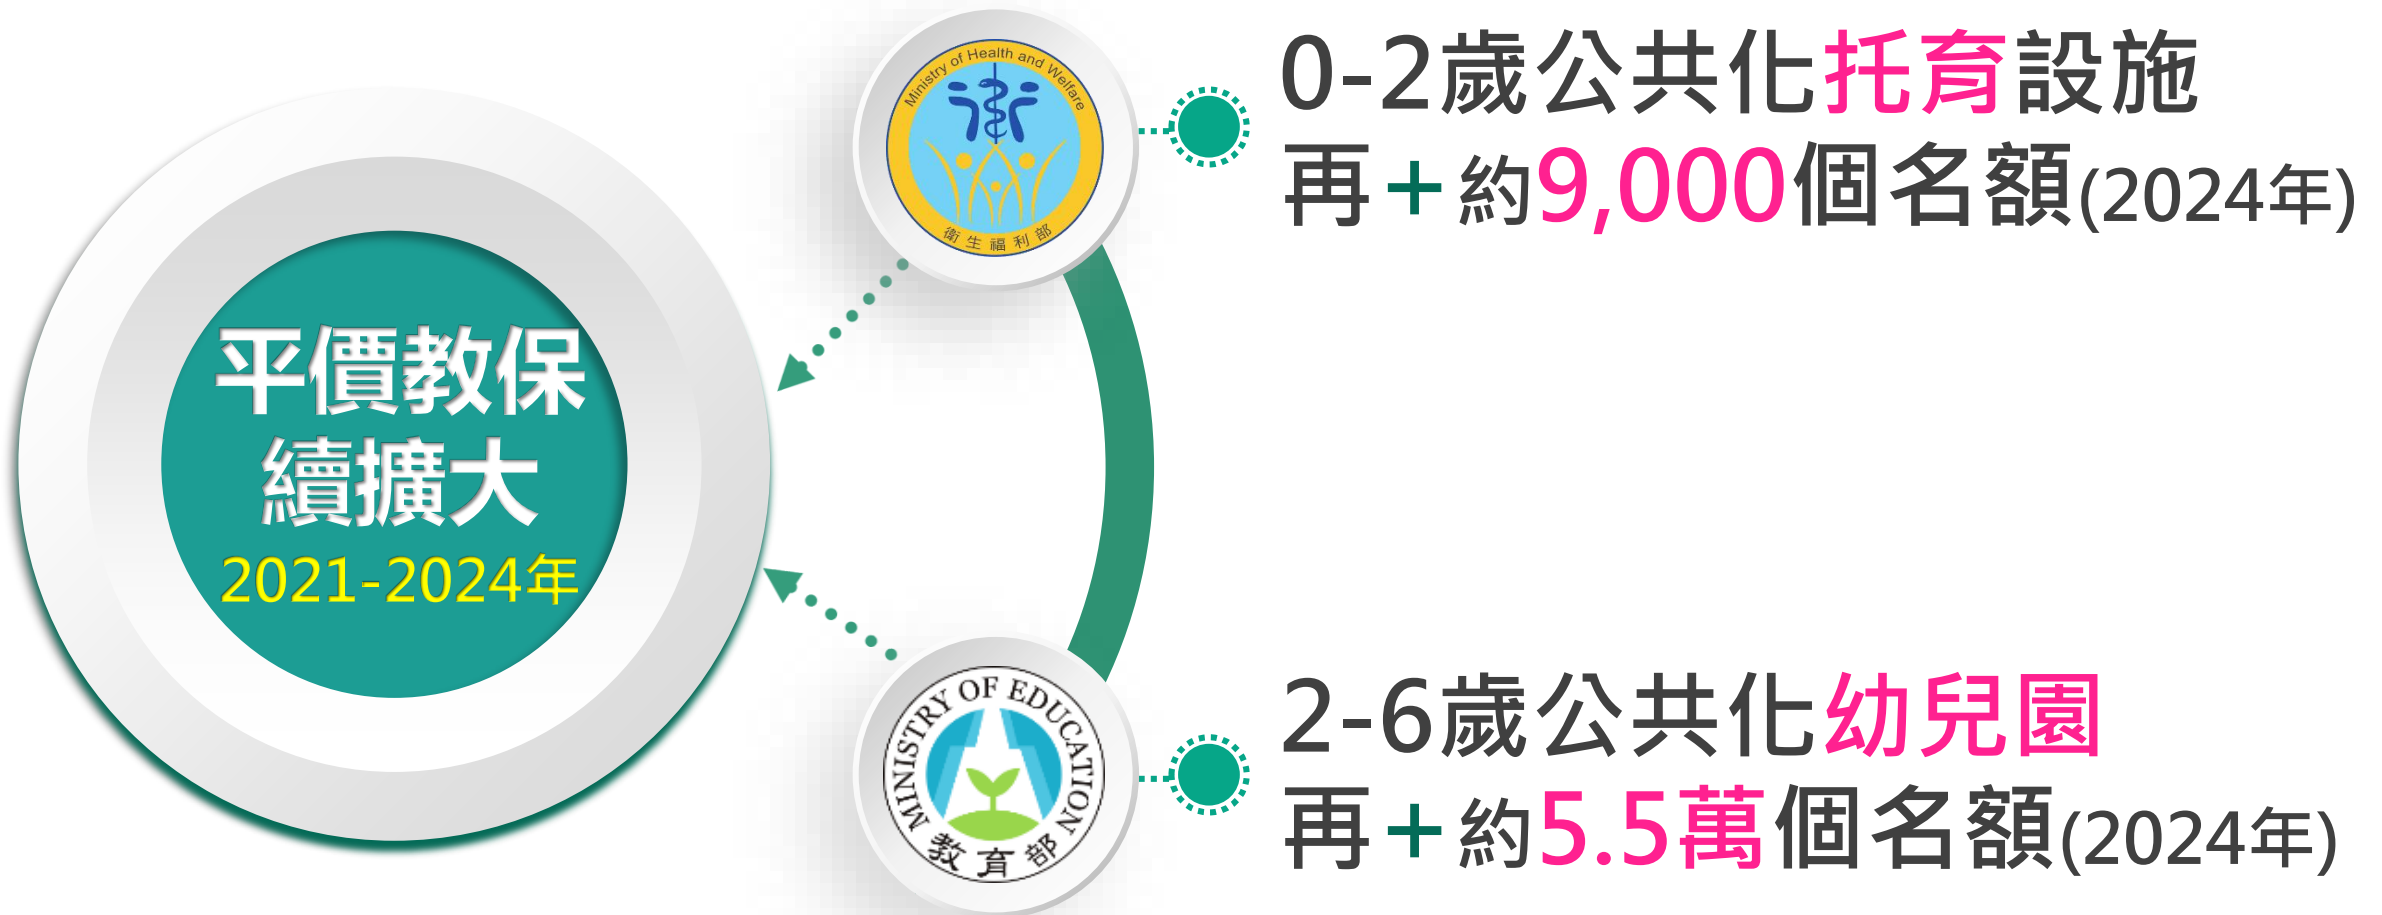 平價教保
續擴大
2021-2024年
Ministry of Health and Welfare
衛生福利部
0-2歲公共化托育設施
再+約9,000個名額(2024年)
MINISTRY OF EDUCATION
教育部
2-6歲公共化幼兒園
再+約5.5萬個名額(2024年)